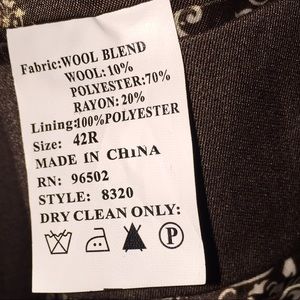 Fabric:WOOL BLEND
WOOL:10%
POLYESTER:70%
RAYON:20%
Lining:100%POLYESTER
Size: 42R
MADE IN CHINA
RN: 96502
STYLE: 8320
DRY CLEAN ONLY:
P